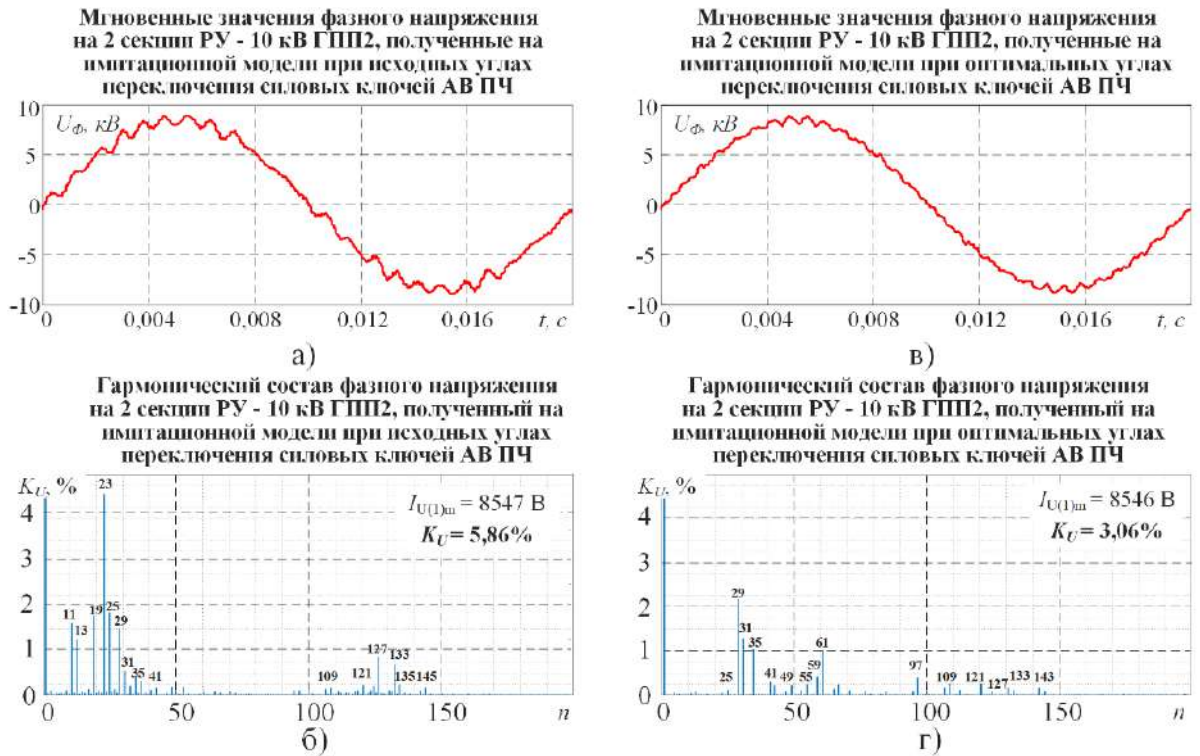 Мгновенные значения фазного напряжения
на 2 секции РУ - 10 кВ ГПП2, полученные на
имитационной модели при исходных углах
переключения силовых ключей АВ ПЧ
10
U_Ф, кВ
5
0
-5
-10
0 0,004 0,008 0,012 0,016 t, с
а)
Мгновенные значения фазного напряжения
на 2 секции РУ - 10 кВ ГПП2, полученные на
имитационной модели при оптимальных углах
переключения силовых ключей АВ ПЧ
10
U_Ф, кВ
5
0
-5
-10
0 0,004 0,008 0,012 0,016 t, с
в)
Гармонический состав фазного напряжения
на 2 секции РУ - 10 кВ ГПП2, полученный на
имитационной модели при исходных углах
переключения силовых ключей АВ ПЧ
K_U, %
23
I_U(1)m = 8547 В
4
K_U = 5,86%
3
2
11 19 25
13 29
1
127 133
31 35 41 109 121 135 145
0 50 100 150 n
б)
Гармонический состав фазного напряжения
на 2 секции РУ - 10 кВ ГПП2, полученный на
имитационной модели при оптимальных углах
переключения силовых ключей АВ ПЧ
K_U, %
I_U(1)m = 8546 В
4
K_U = 3,06%
3
29
2
31 35 61
1
25 41 49 55 59 97 109 121 127 133 143
0 50 100 150 n
г)